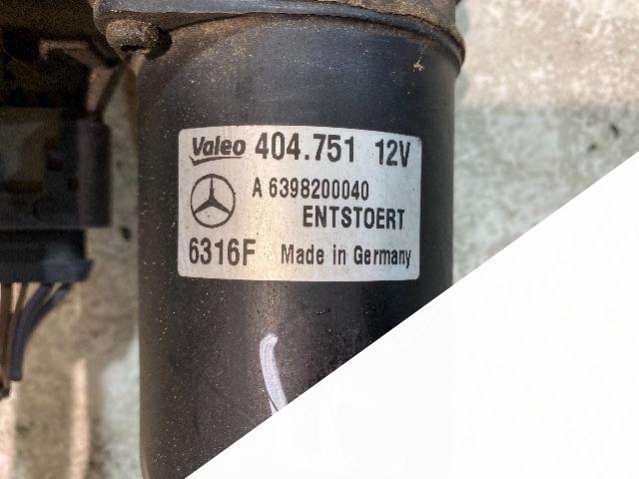 Valeo 404.751 12V
A 6398200040
ENTSTOERT
6316F Made in Germany